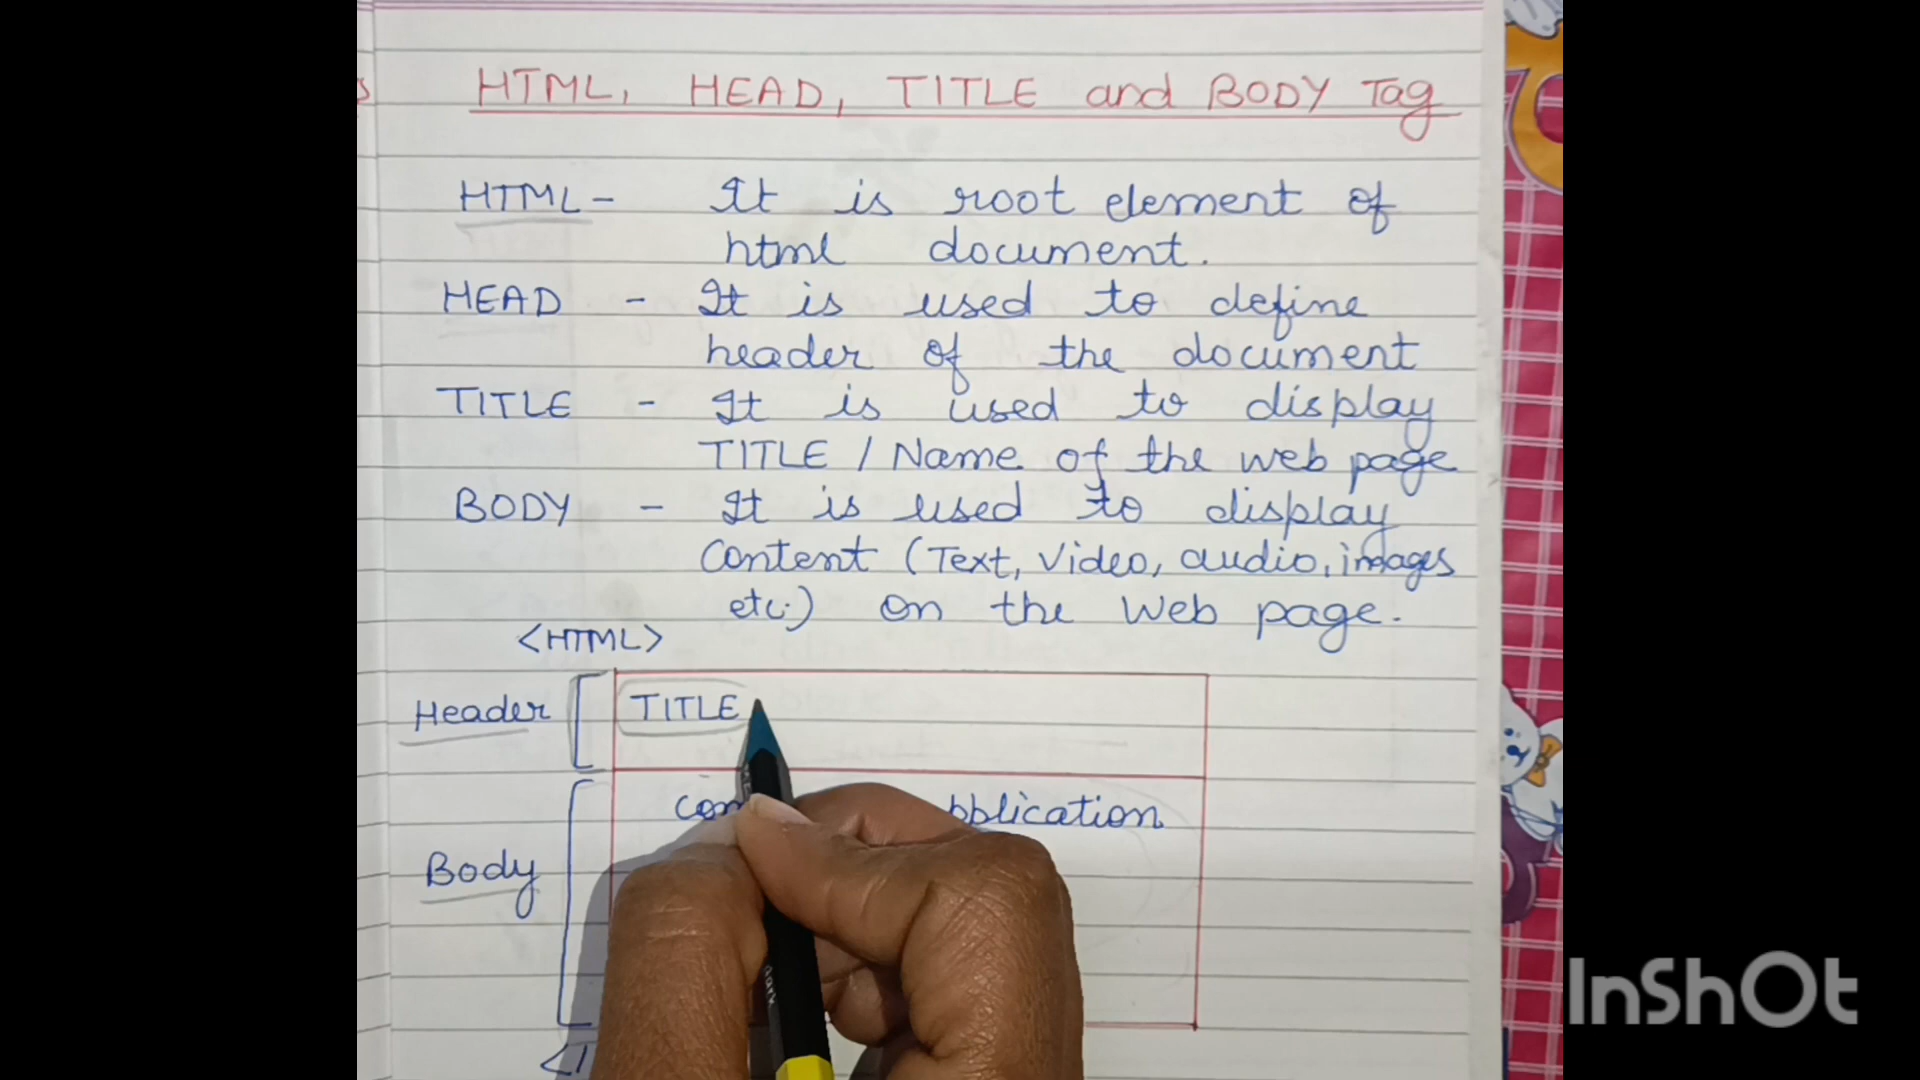 HTML, HEAD, TITLE and BODY Tag
HTML - It is root element of
html document.
HEAD - It is used to define
header of the document
TITLE - It is used to display
TITLE / Name of the web page
BODY - It is used to display
Content (Text, Video, audio, images
etc.) on the Web page.
<HTML>
Header TITLE
Body
InShOt